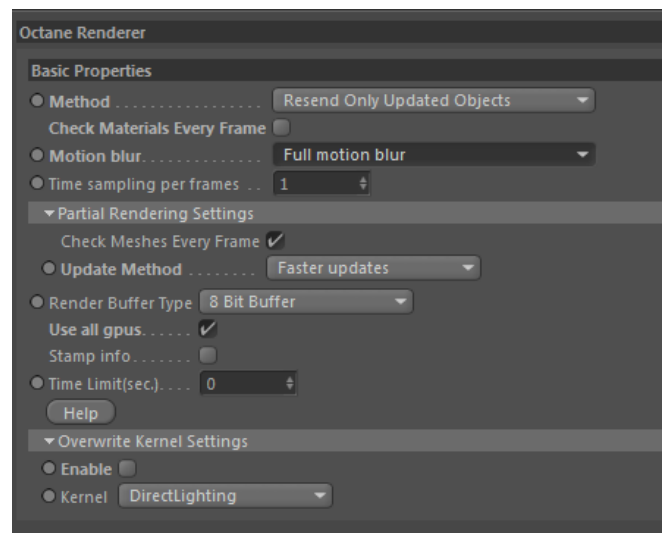 Octane Renderer
Basic Properties
Method . . . . . . . . . . . . . . . . . Resend Only Updated Objects
Check Materials Every Frame
Motion blur. . . . . . . . . . . . . . Full motion blur
Time sampling per frames . . 1
Partial Rendering Settings
Check Meshes Every Frame
Update Method . . . . . . . . Faster updates
Render Buffer Type 8 Bit Buffer
Use all gpus. . . . . .
Stamp info. . . . . . .
Time Limit(sec.). . . . 0
Help
Overwrite Kernel Settings
Enable
Kernel DirectLighting